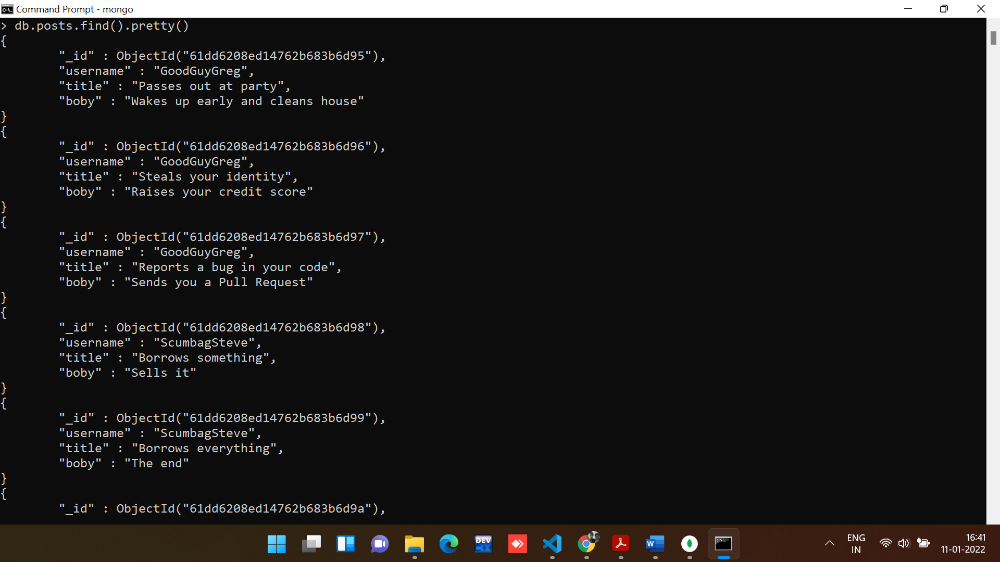 Command Prompt - mongo
> db.posts.find().pretty()
{
"_id" : ObjectId("61dd6208ed14762b683b6d95"),
"username" : "GoodGuyGreg",
"title" : "Passes out at party",
"boby" : "Wakes up early and cleans house"
}
{
"_id" : ObjectId("61dd6208ed14762b683b6d96"),
"username" : "GoodGuyGreg",
"title" : "Steals your identity",
"boby" : "Raises your credit score"
}
{
"_id" : ObjectId("61dd6208ed14762b683b6d97"),
"username" : "GoodGuyGreg",
"title" : "Reports a bug in your code",
"boby" : "Sends you a Pull Request"
}
{
"_id" : ObjectId("61dd6208ed14762b683b6d98"),
"username" : "ScumbagSteve",
"title" : "Borrows something",
"boby" : "Sells it"
}
{
"_id" : ObjectId("61dd6208ed14762b683b6d99"),
"username" : "ScumbagSteve",
"title" : "Borrows everything",
"boby" : "The end"
}
{
"_id" : ObjectId("61dd6208ed14762b683b6d9a"),
DEV
C++
W
ENG
IN
16:41
11-01-2022